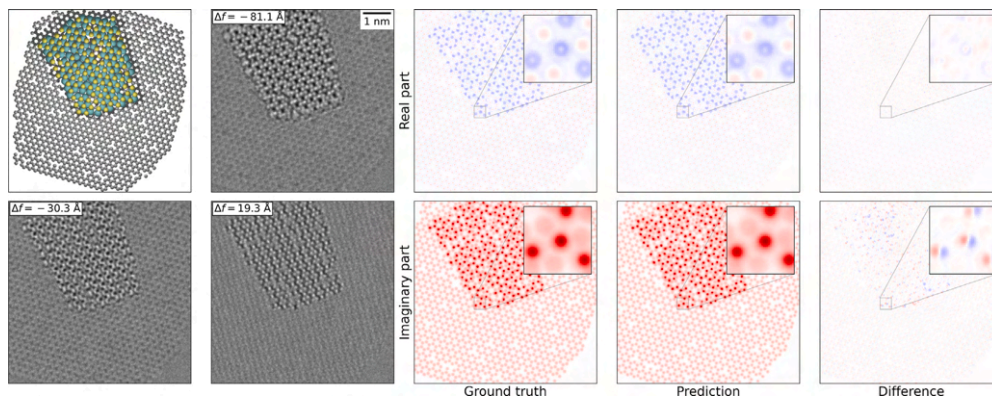 Δf = −81.1 Å
1 nm
Real part
Δf = −30.3 Å
Δf = 19.3 Å
Imaginary part
Ground truth
Prediction
Difference